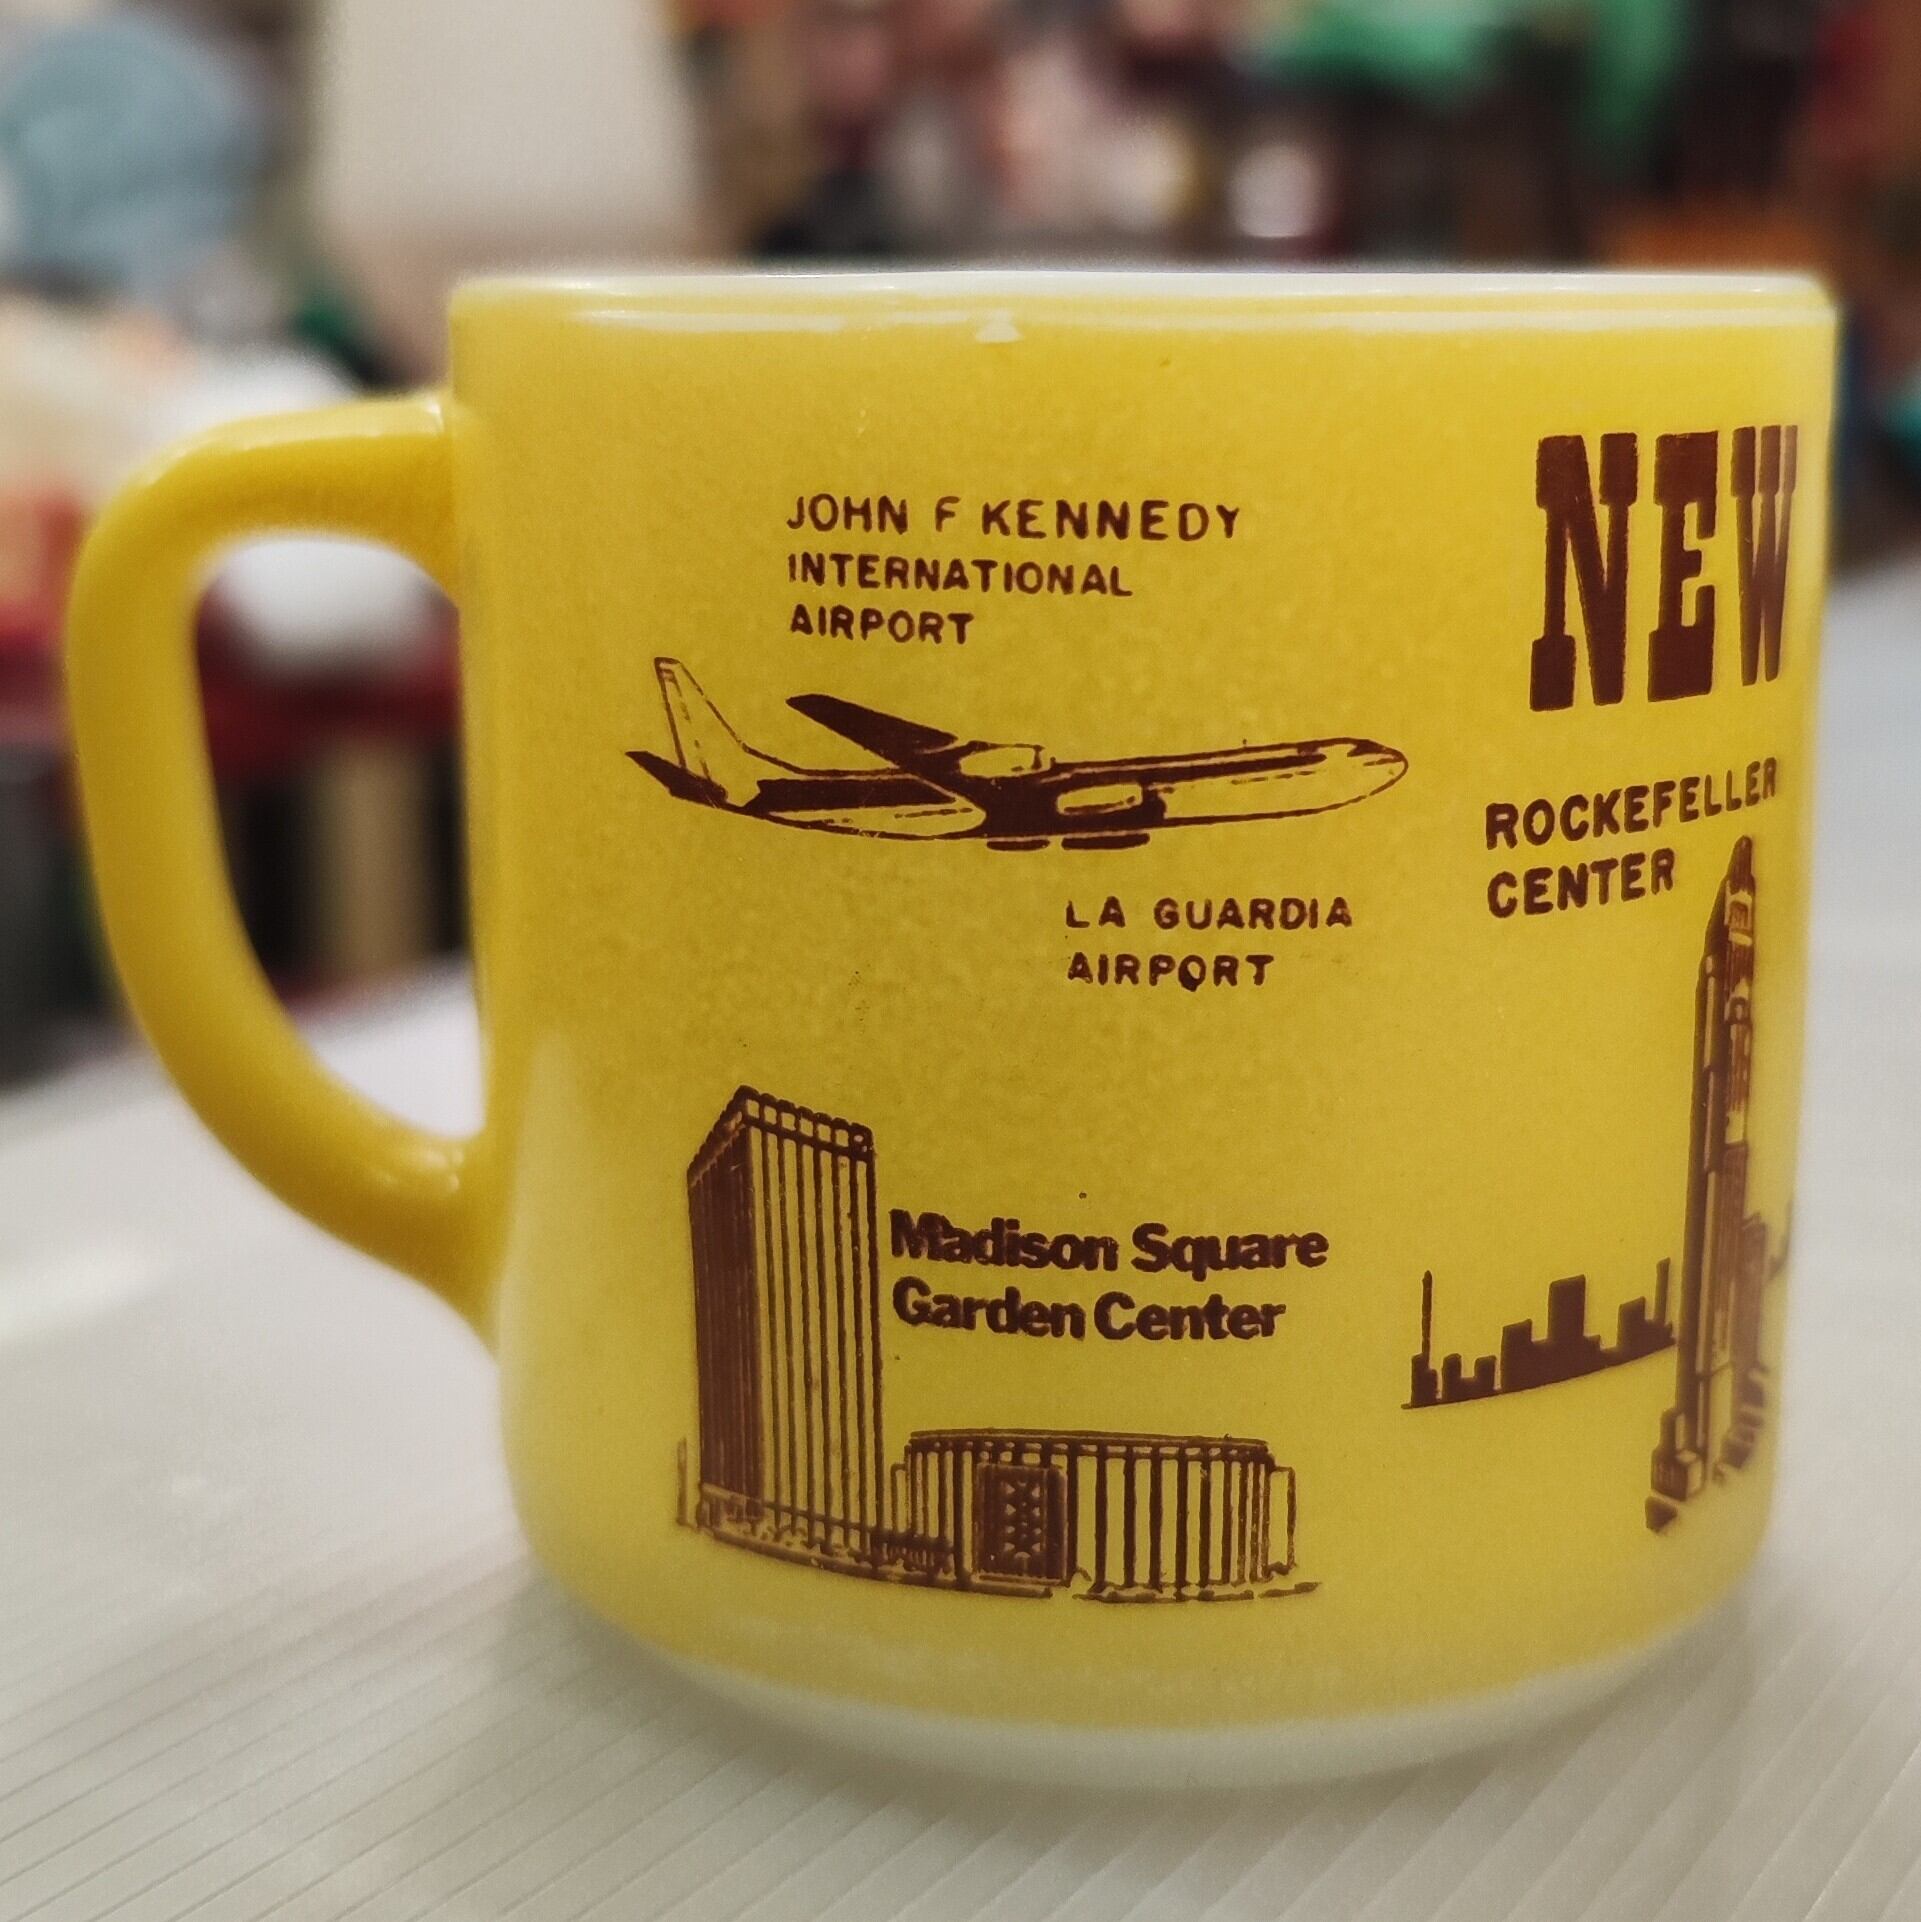 JOHN F KENNEDY
INTERNATIONAL
AIRPORT
LA GUARDIA
AIRPORT
Madison Square
Garden Center
NEW
ROCKEFELLER
CENTER